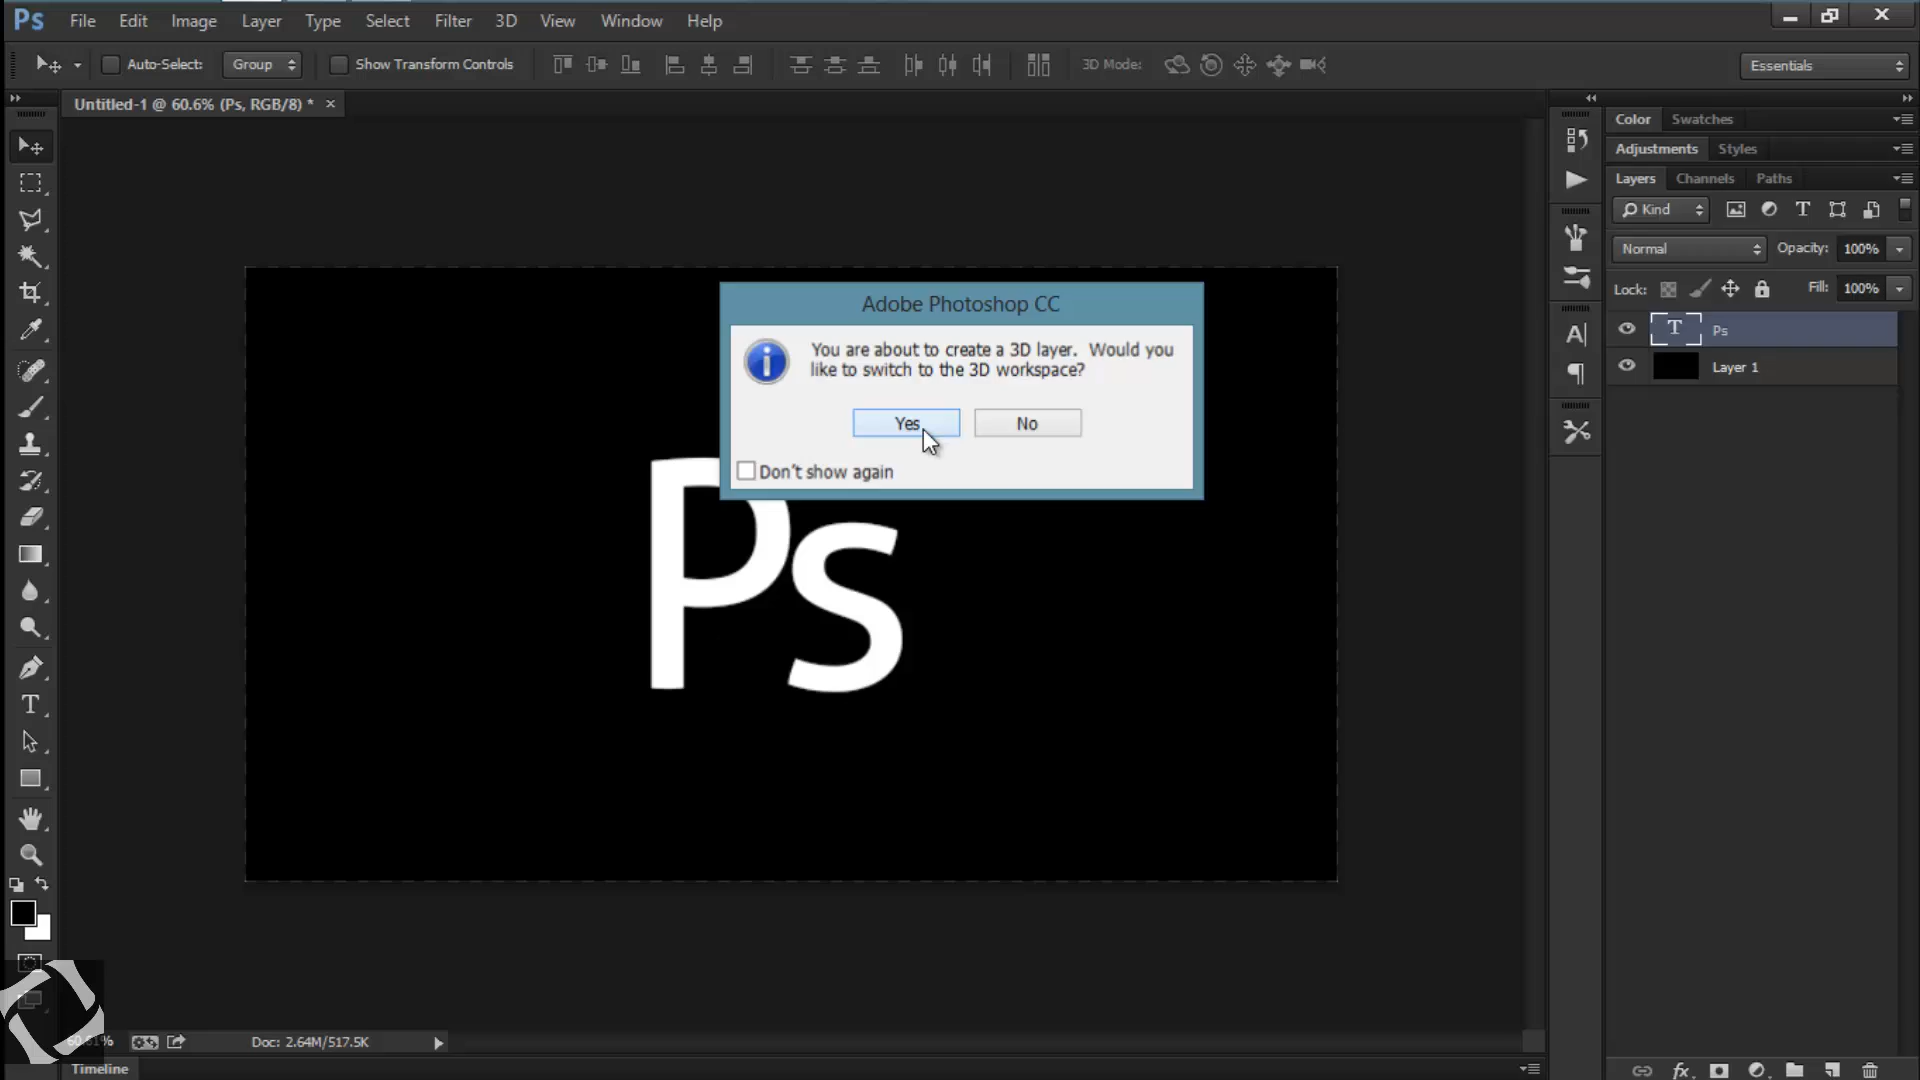 Ps File Edit Image Layer Type Select Filter 3D View Window Help
Auto-Select: Group Show Transform Controls 3D Mode: Essentials
Untitled-1 @ 60.6% (Ps, RGB/8) * ×
Color Swatches
Adjustments Styles
Layers Channels Paths
Kind
Normal Opacity: 100%
Lock: Fill: 100%
Ps
Layer 1
Adobe Photoshop CC
You are about to create a 3D layer. Would you
like to switch to the 3D workspace?
Yes No
Don't show again
Ps
Doc: 2.64M/517.5K
Timeline